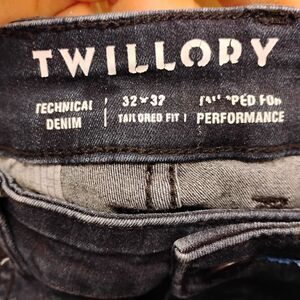 TWILLORY
TECHNICAL 32 × 32 FOR
DENIM TAILORED FIT PERFORMANCE